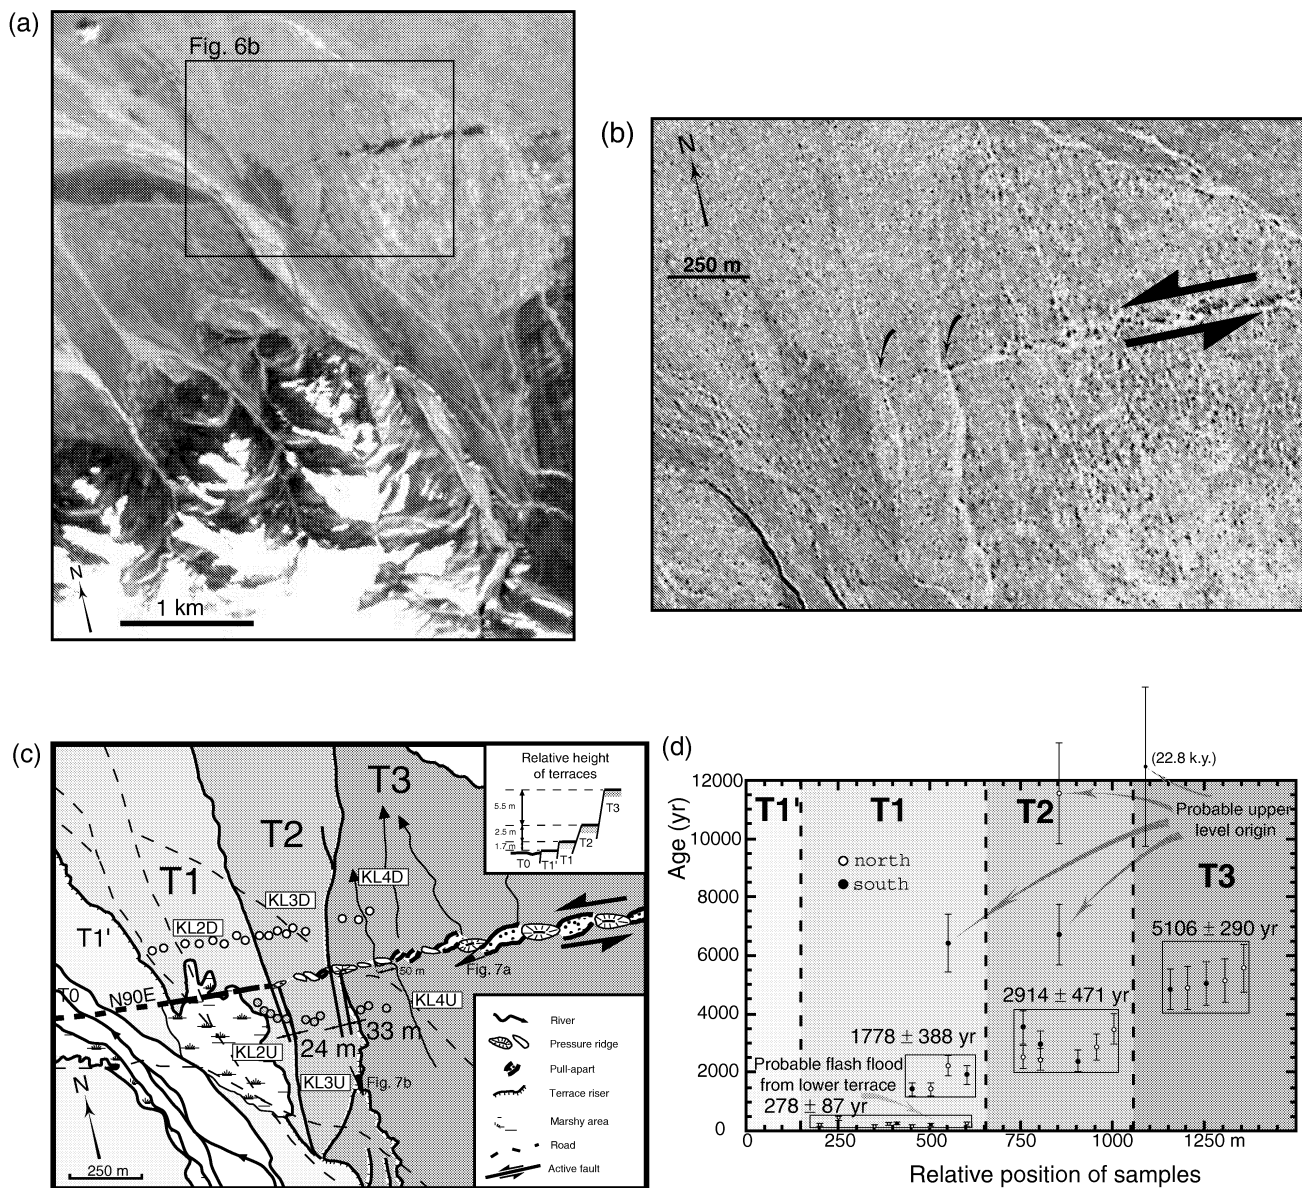 (a)
Fig. 6b
N
1 km
(b)
N
250 m
(c)
T3
T2
T1
T1'
T0
KL4D
KL3D
KL2D
N90E
50 m
Fig. 7a
KL4U
33 m
24 m
KL2U
KL3U
Fig. 7b
N
250 m
Relative height
of terraces
5.5 m
2.5 m
1.7 m
T3
T2
T1
T1'
T0
River
Pressure ridge
Pull-apart
Terrace riser
Marshy area
Road
Active fault
(d)
(22.8 k.y.)
12000
10000
8000
6000
4000
2000
0
Age (yr)
T1'
T1
T2
T3
Probable upper
level origin
north
south
5106 ± 290 yr
2914 ± 471 yr
1778 ± 388 yr
Probable flash flood
from lower terrace
278 ± 87 yr
0
250
500
750
1000
1250 m
Relative position of samples